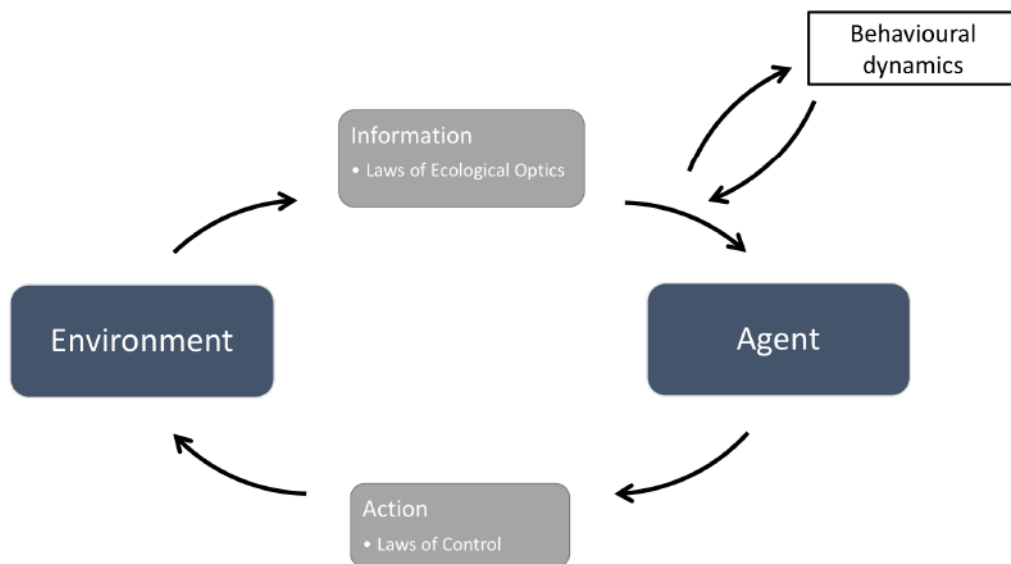 Behavioural
dynamics
Information
• Laws of Ecological Optics
Environment
Agent
Action
• Laws of Control